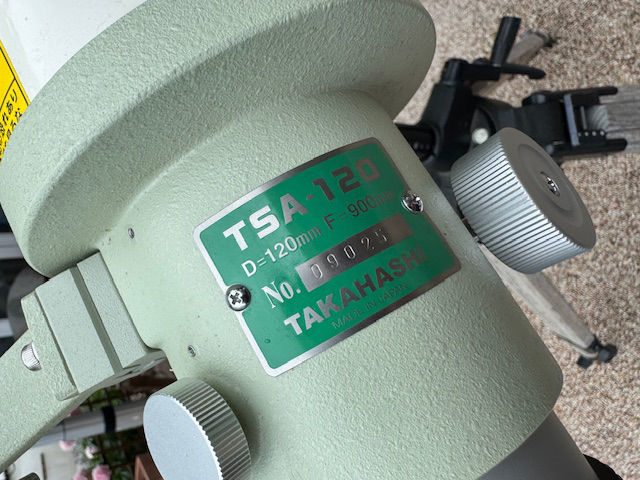 TSA-120
D=120mm F=900mm
No. 09025
TAKAHASHI
MADE IN JAPAN